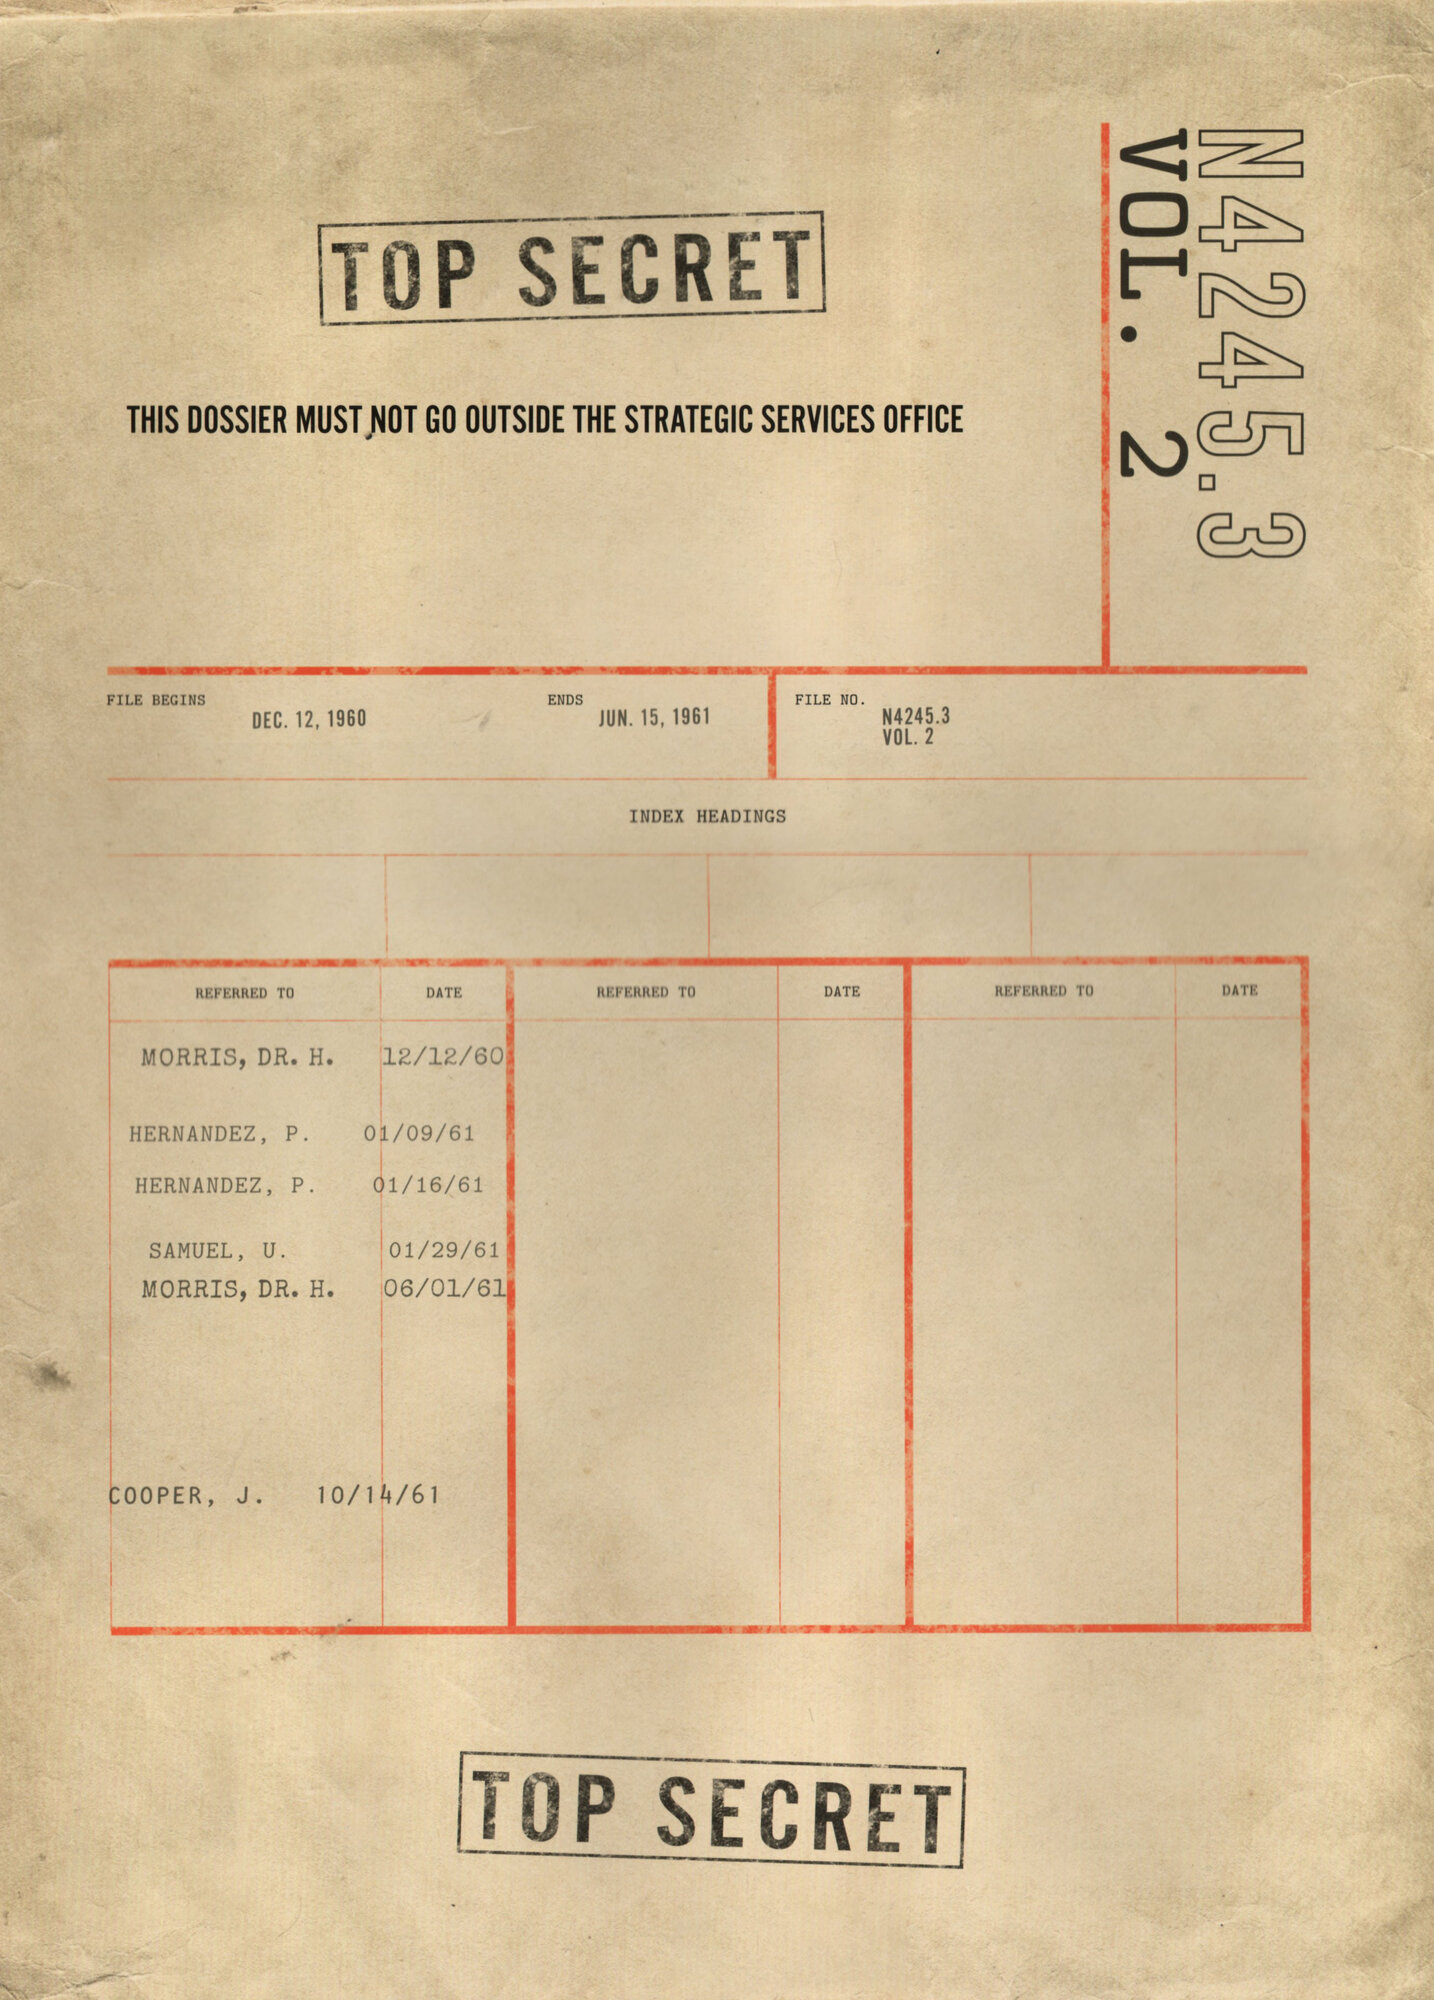 N4245.3
VOL. 2
TOP SECRET
THIS DOSSIER MUST NOT GO OUTSIDE THE STRATEGIC SERVICES OFFICE
FILE BEGINS
DEC. 12, 1960
ENDS
JUN. 15, 1961
FILE NO.
N4245.3
VOL. 2
INDEX HEADINGS
REFERRED TO DATE REFERRED TO DATE REFERRED TO DATE
MORRIS, DR. H. 12/12/60
HERNANDEZ, P. 01/09/61
HERNANDEZ, P. 01/16/61
SAMUEL, U. 01/29/61
MORRIS, DR. H. 06/01/61
COOPER, J. 10/14/61
TOP SECRET